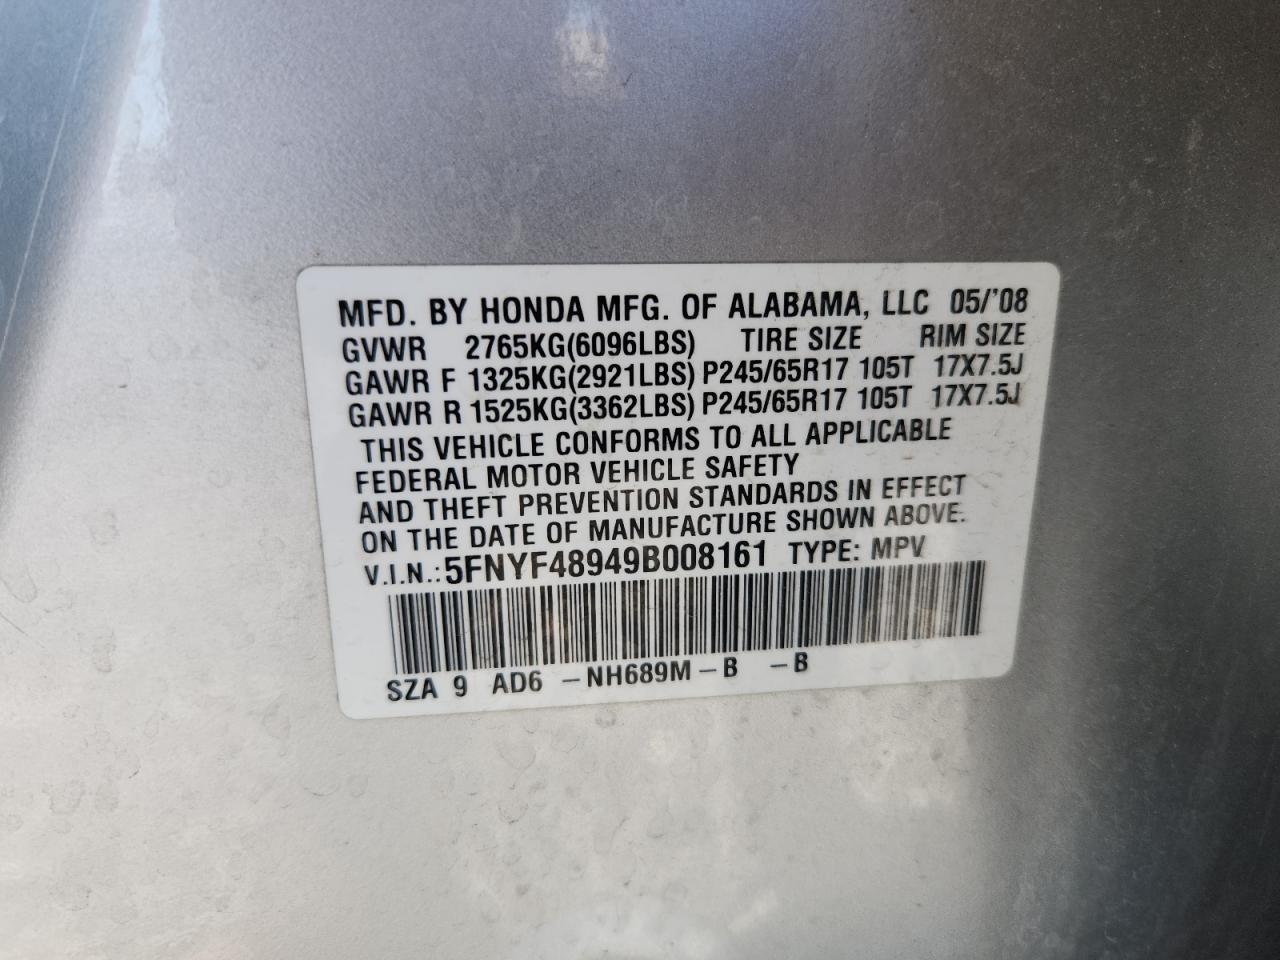 MFD. BY HONDA MFG. OF ALABAMA, LLC 05/'08
GVWR 2765KG(6096LBS) TIRE SIZE RIM SIZE
GAWR F 1325KG(2921LBS) P245/65R17 105T 17X7.5J
GAWR R 1525KG(3362LBS) P245/65R17 105T 17X7.5J
THIS VEHICLE CONFORMS TO ALL APPLICABLE
FEDERAL MOTOR VEHICLE SAFETY
AND THEFT PREVENTION STANDARDS IN EFFECT
ON THE DATE OF MANUFACTURE SHOWN ABOVE.
V.I.N.: 5FNYF48949B008161 TYPE: MPV
SZA 9 AD6 –NH689M –B –B